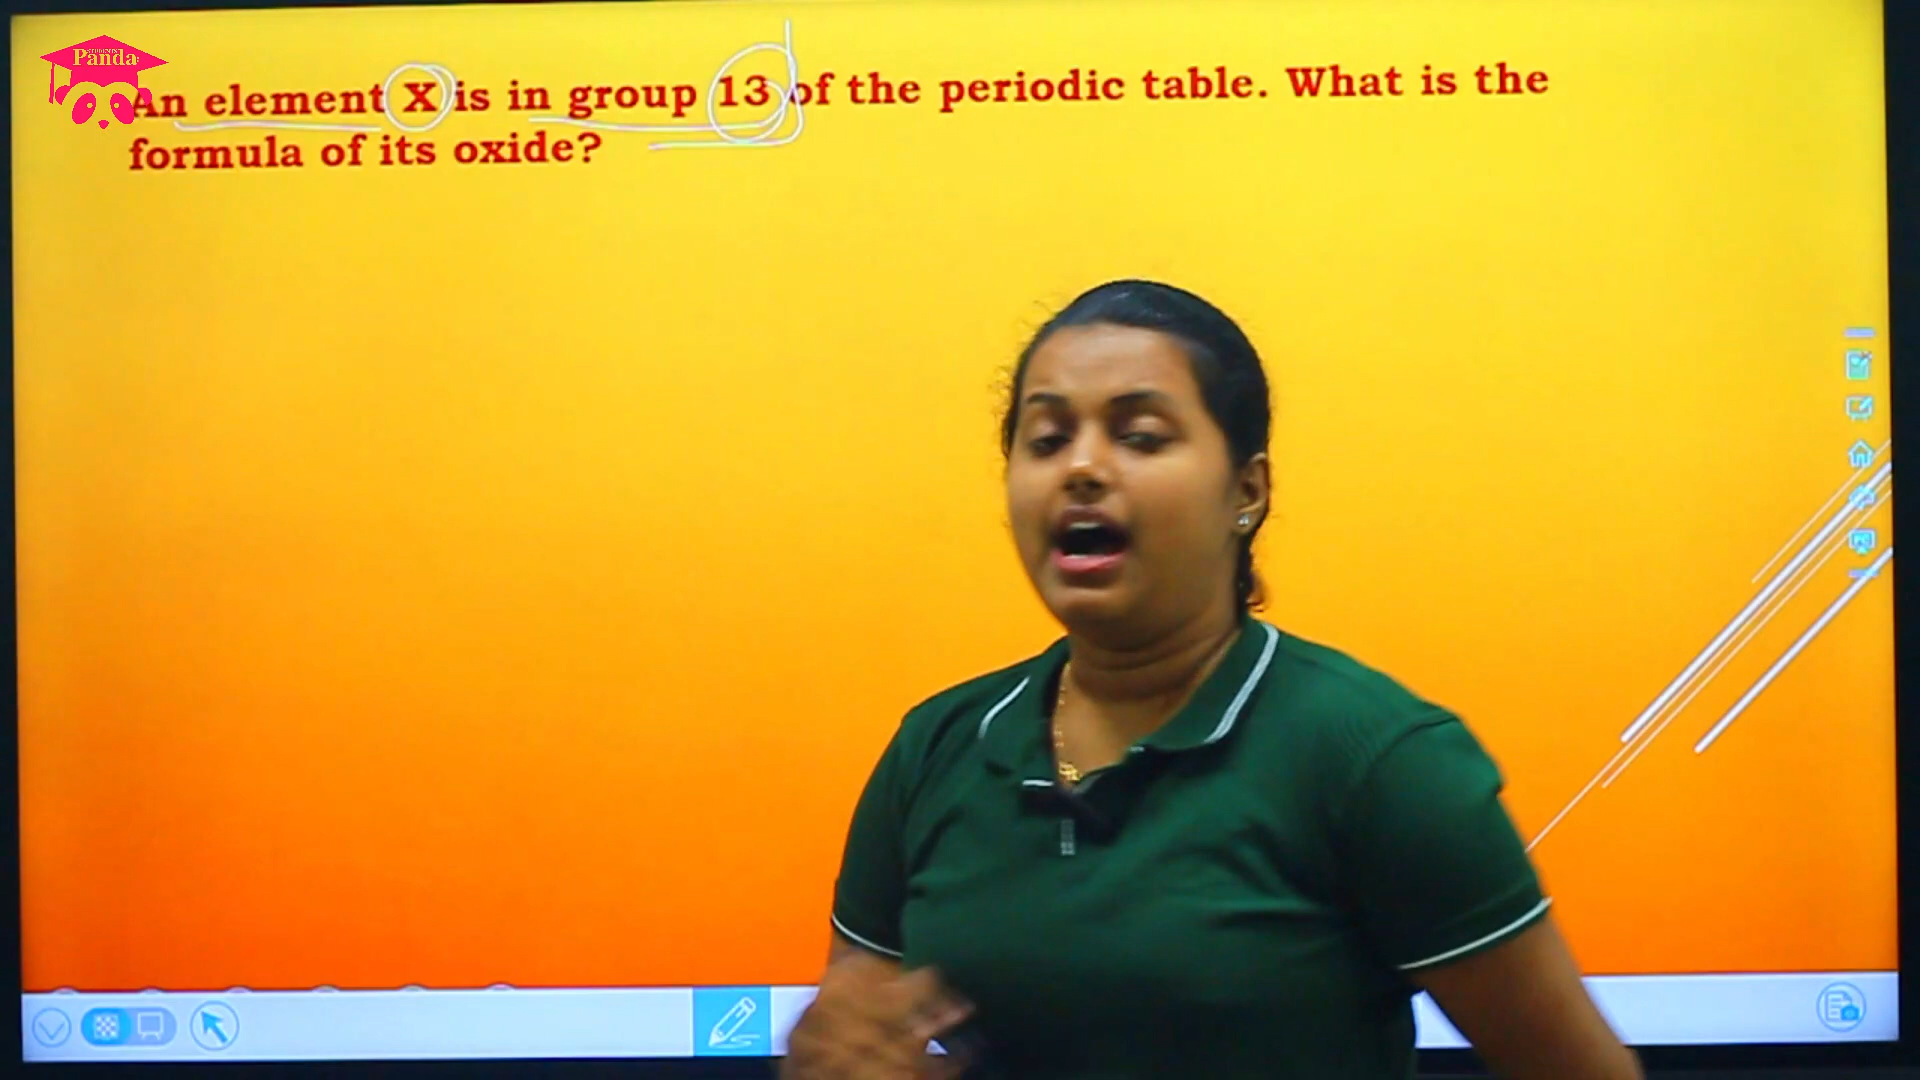 Panda
An element X is in group 13 of the periodic table. What is the
formula of its oxide?